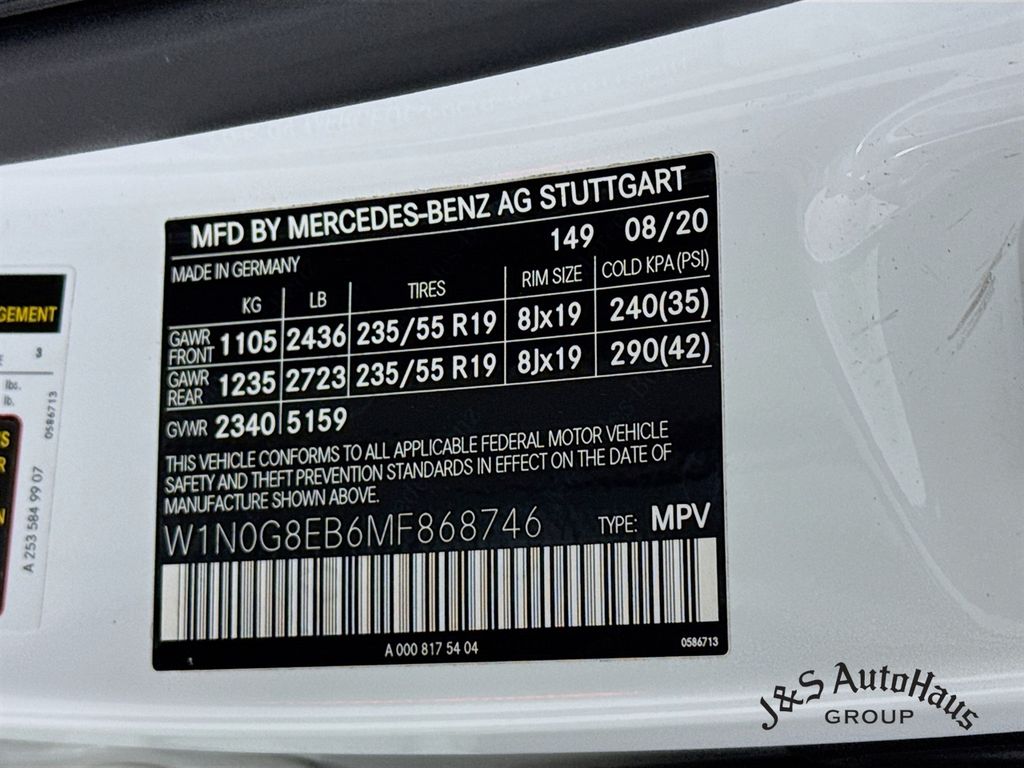 MFD BY MERCEDES-BENZ AG STUTTGART
149 08/20
MADE IN GERMANY
KG LB TIRES RIM SIZE COLD KPA (PSI)
GAWR FRONT 1105 2436 235/55 R19 8Jx19 240(35)
GAWR REAR 1235 2723 235/55 R19 8Jx19 290(42)
GVWR 2340 5159
THIS VEHICLE CONFORMS TO ALL APPLICABLE FEDERAL MOTOR VEHICLE
SAFETY AND THEFT PREVENTION STANDARDS IN EFFECT ON THE DATE OF
MANUFACTURE SHOWN ABOVE.
W1N0G8EB6MF868746 TYPE: MPV
A 000 817 54 04
0586713
3
lbs.
lb.
0586713
A 253 584 99 07
J&S AutoHaus
GROUP